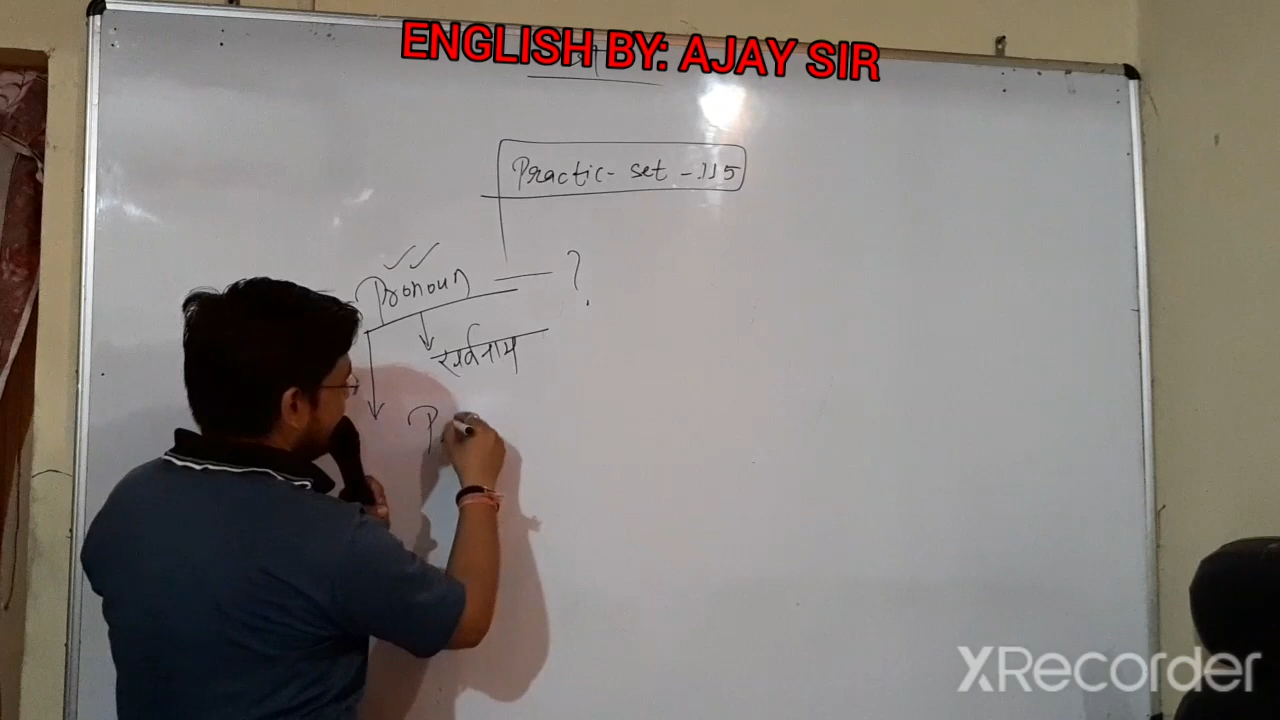 ENGLISH BY: AJAY SIR
Practic- set - 115
Pronoun — ?
सर्वनाम
P
XRecorder